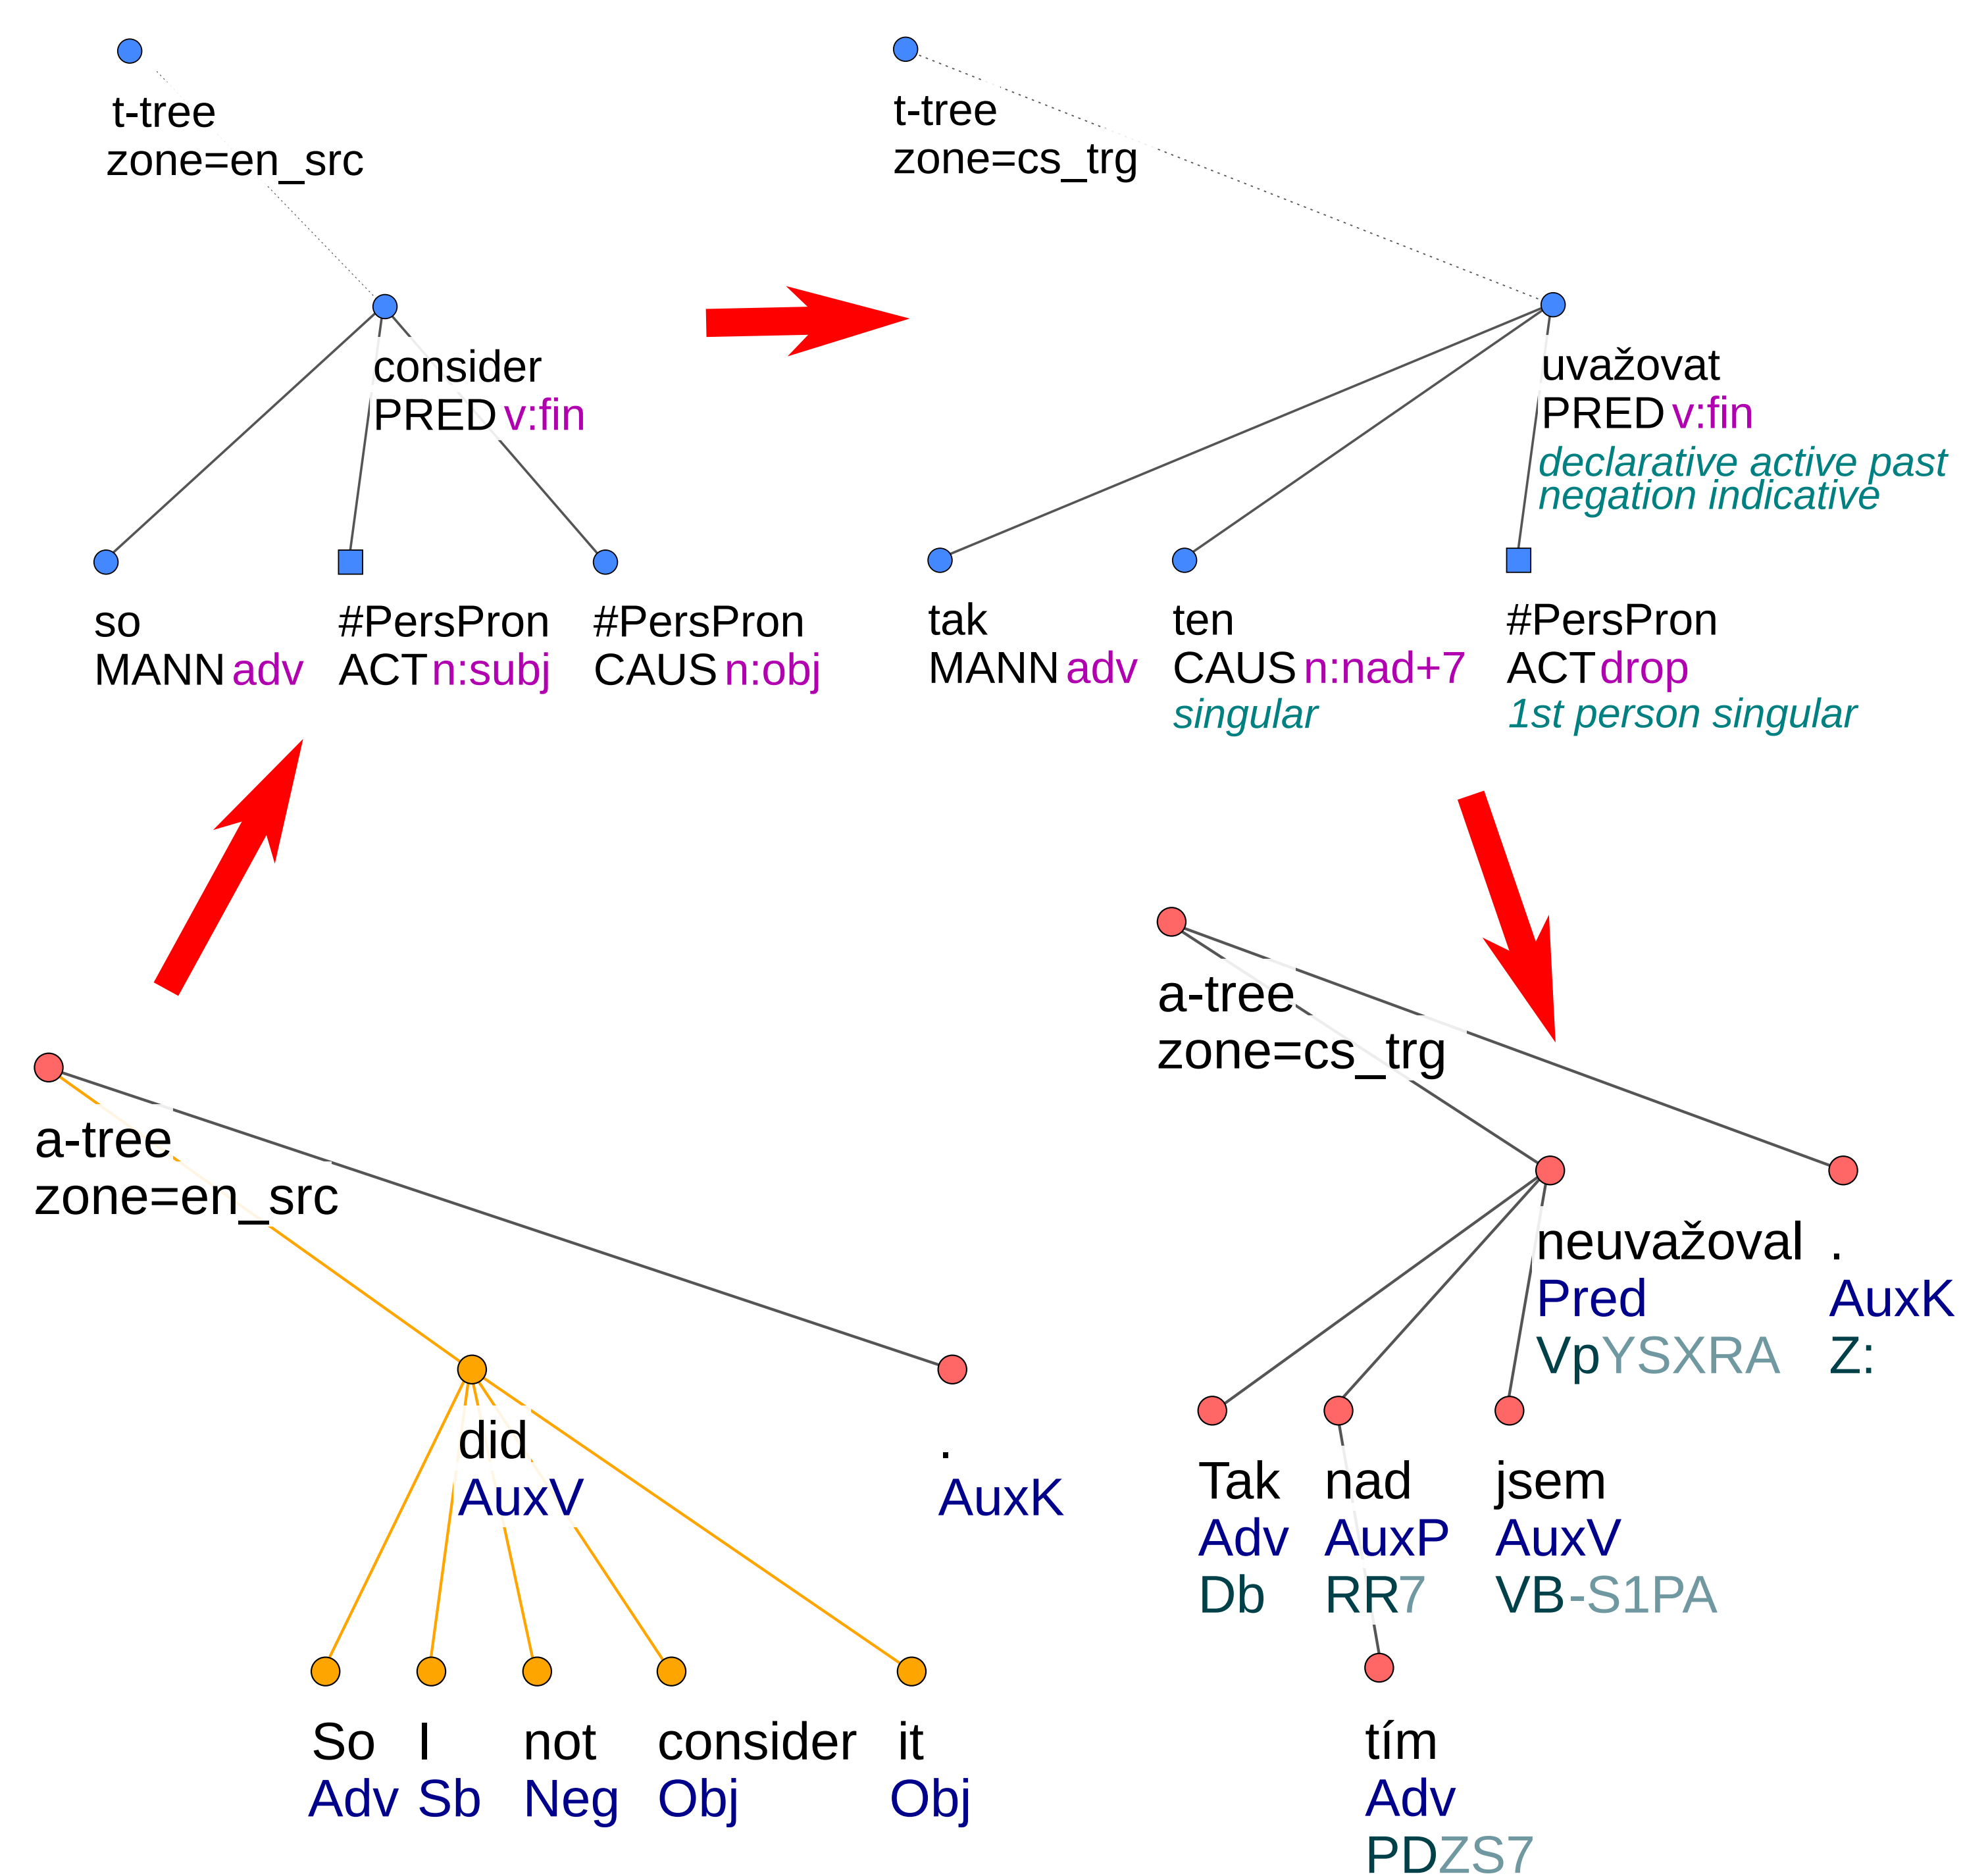 t-tree
zone=en_src
t-tree
zone=cs_trg
consider
PRED v:fin
uvažovat
PRED v:fin
declarative active past
negation indicative
so
MANN adv
#PersPron
ACT n:subj
#PersPron
CAUS n:obj
tak
MANN adv
ten
CAUS n:nad+7
singular
#PersPron
ACT drop
1st person singular
a-tree
zone=en_src
did
AuxV
.
AuxK
So
Adv
I
Sb
not
Neg
consider
Obj
it
Obj
a-tree
zone=cs_trg
neuvažoval
Pred
VpYSXRA
.
AuxK
Z:
Tak
Adv
Db
nad
AuxP
RR7
jsem
AuxV
VB-S1PA
tím
Adv
PDZS7